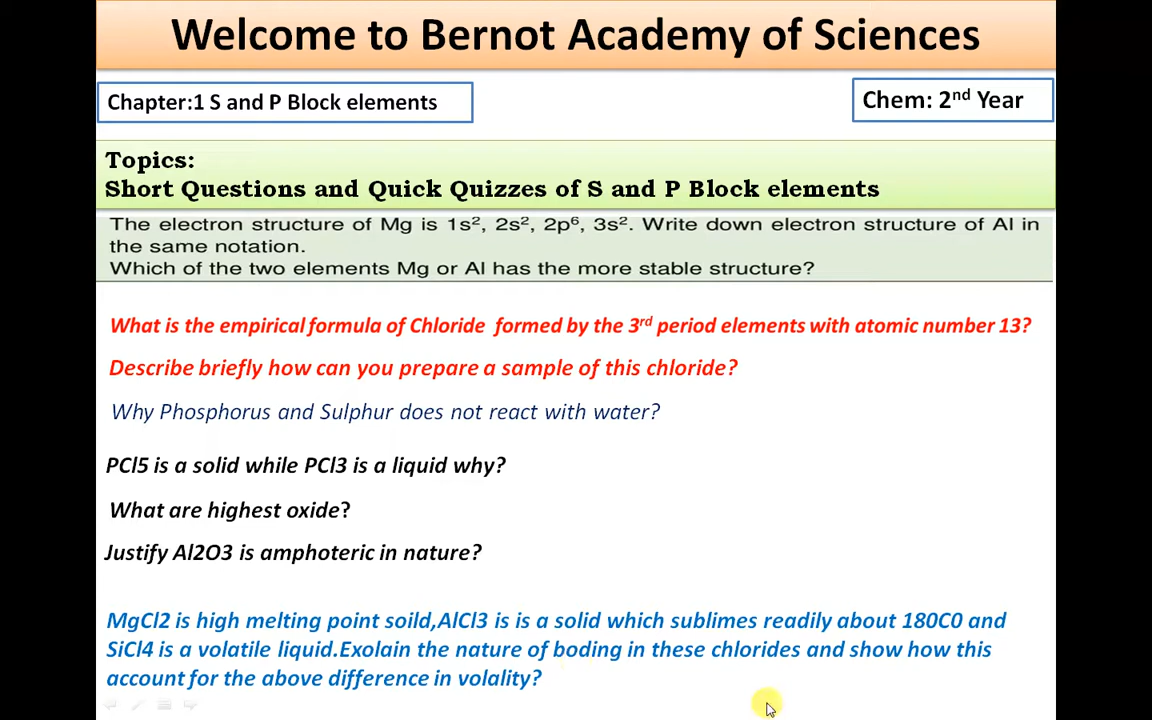 Welcome to Bernot Academy of Sciences
Chapter:1 S and P Block elements
Chem: 2nd Year
Topics:
Short Questions and Quick Quizzes of S and P Block elements
The electron structure of Mg is 1s², 2s², 2p⁶, 3s². Write down electron structure of Al in
the same notation.
Which of the two elements Mg or Al has the more stable structure?
What is the empirical formula of Chloride formed by the 3rd period elements with atomic number 13?
Describe briefly how can you prepare a sample of this chloride?
Why Phosphorus and Sulphur does not react with water?
PCl5 is a solid while PCl3 is a liquid why?
What are highest oxide?
Justify Al2O3 is amphoteric in nature?
MgCl2 is high melting point soild,AlCl3 is is a solid which sublimes readily about 180C0 and
SiCl4 is a volatile liquid.Exolain the nature of boding in these chlorides and show how this
account for the above difference in volality?